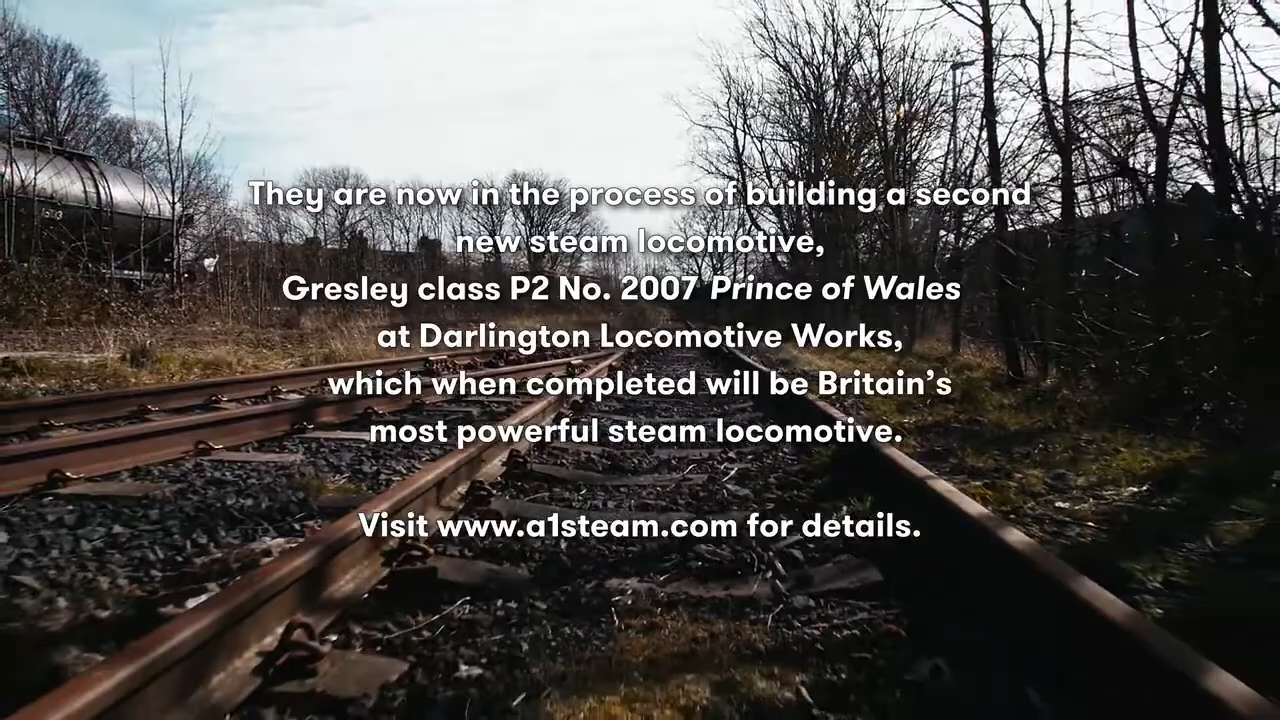 They are now in the process of building a second
new steam locomotive,
Gresley class P2 No. 2007 Prince of Wales
at Darlington Locomotive Works,
which when completed will be Britain’s
most powerful steam locomotive.
Visit www.a1steam.com for details.